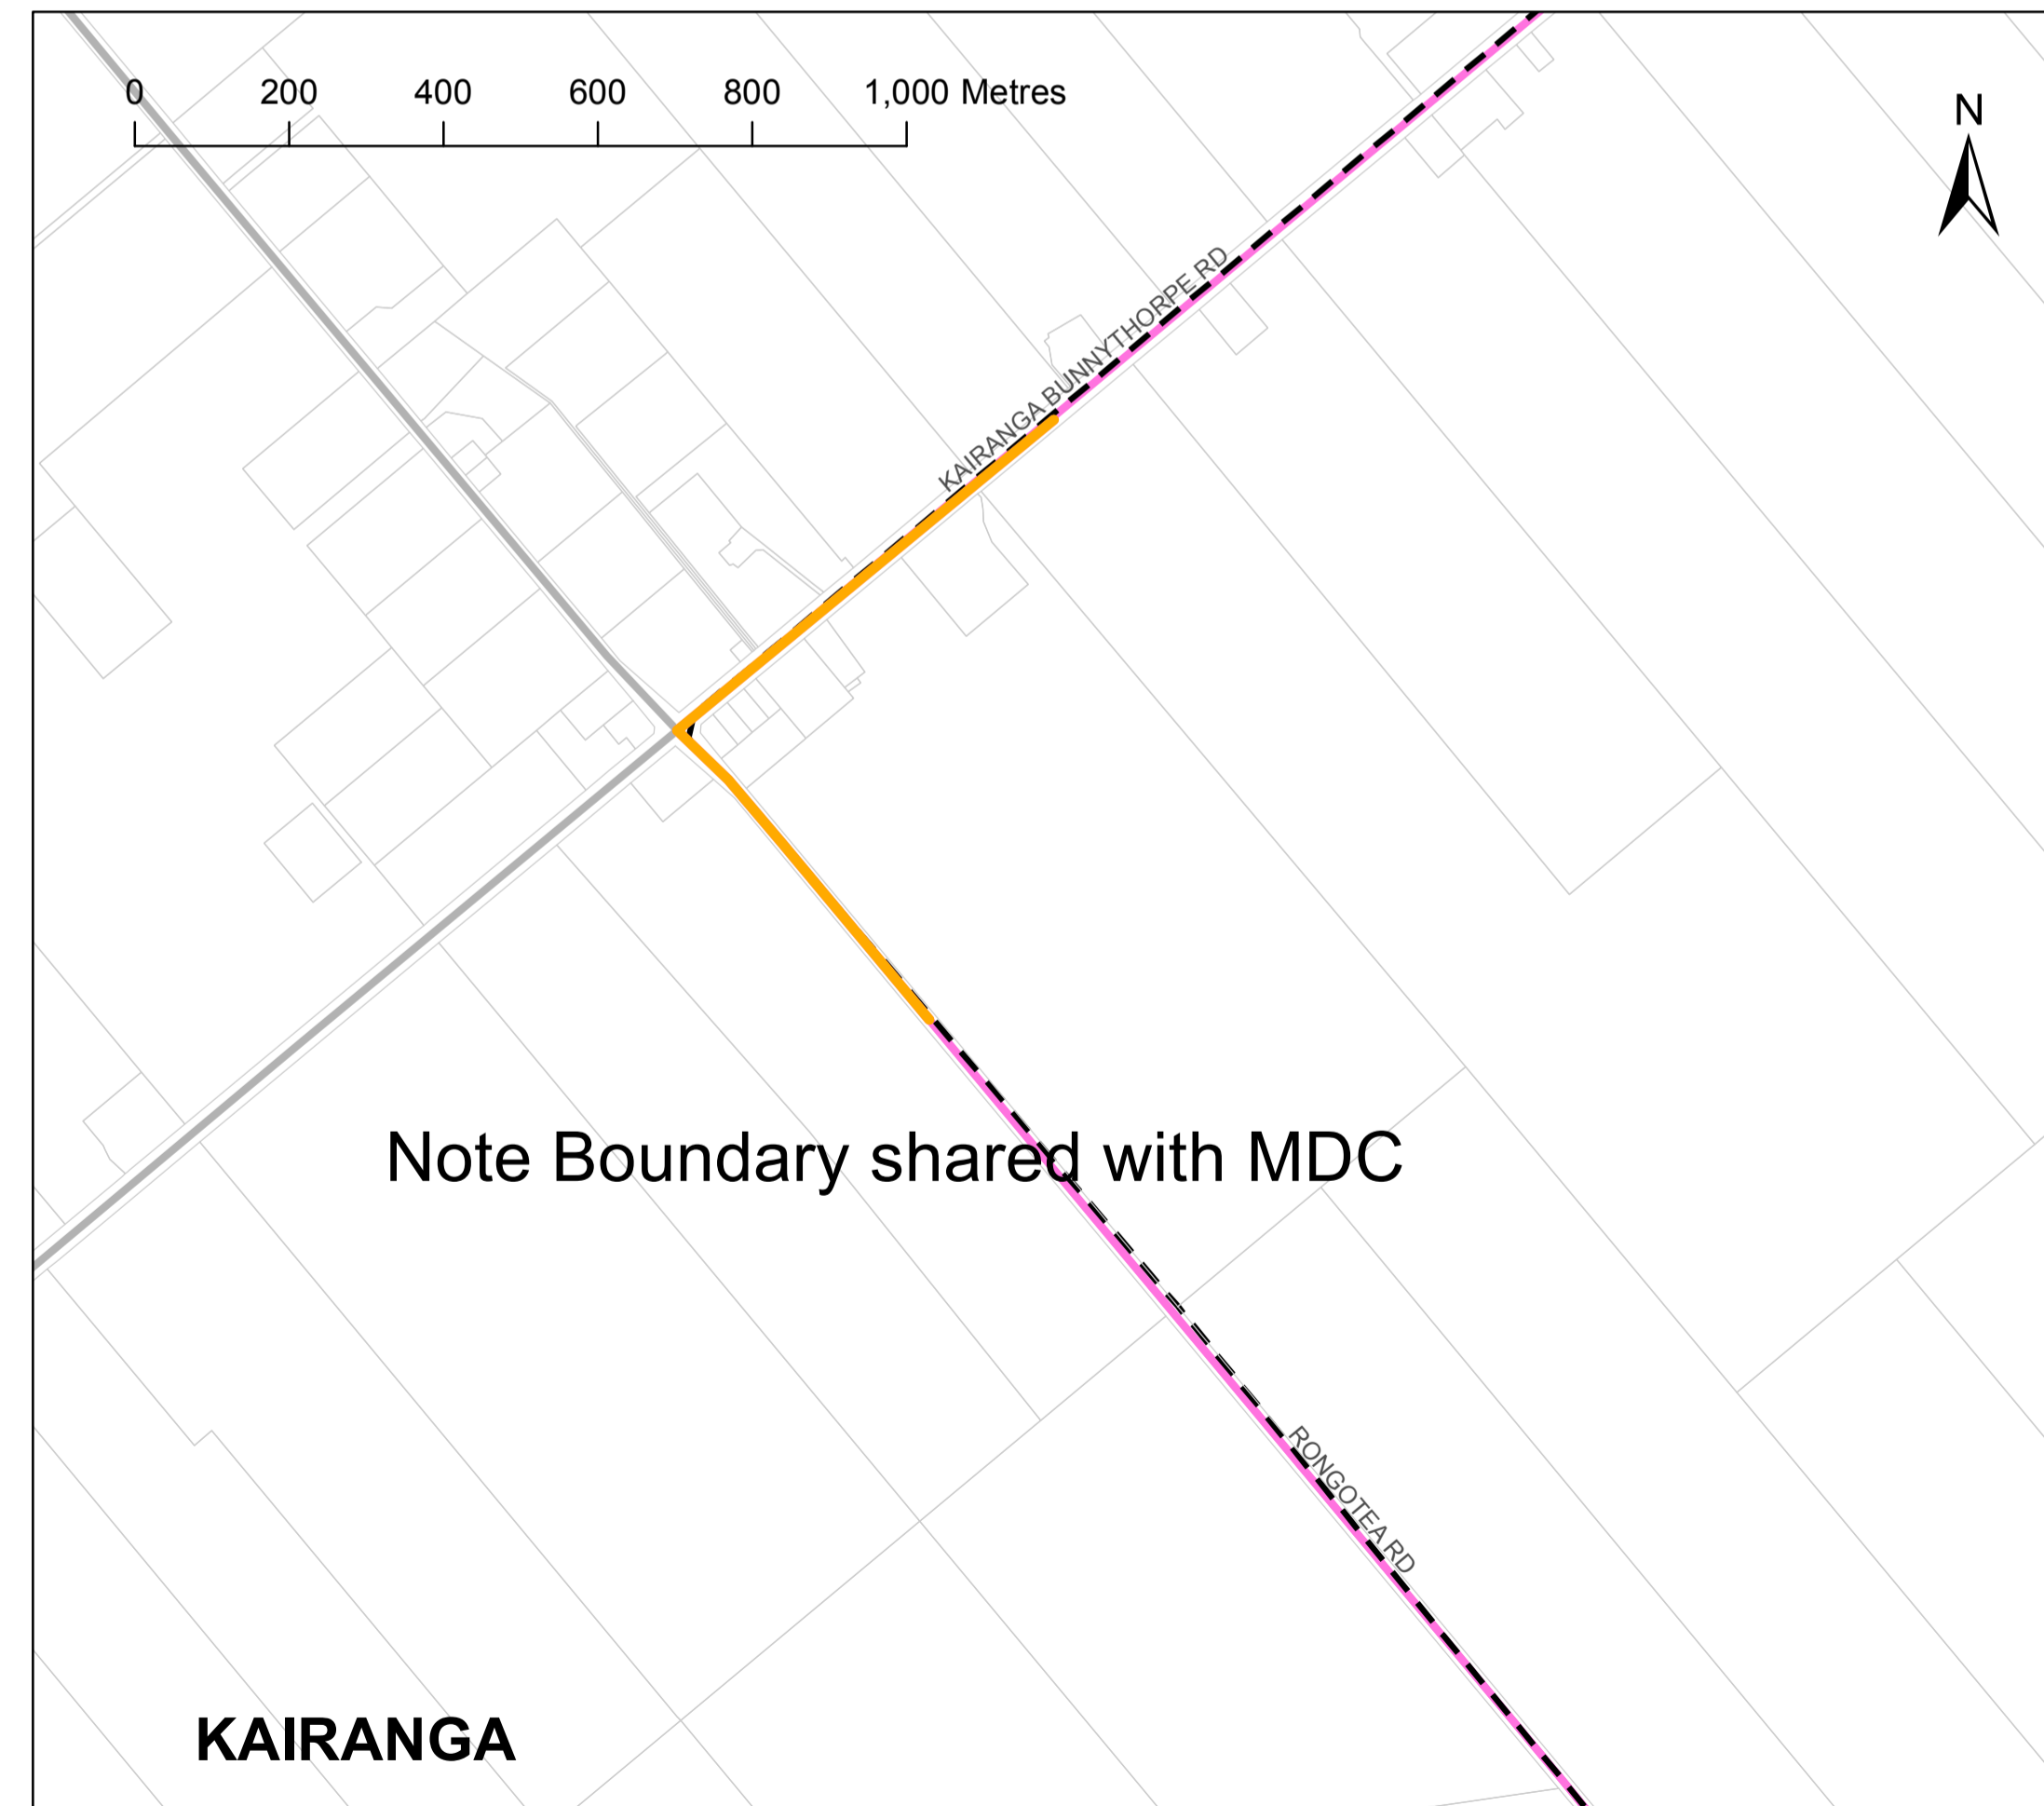 0 200 400 600 800 1,000 Metres
N
KAIRANGA BUNNYTHORPE RD
Note Boundary shared with MDC
RONGOTEA RD
KAIRANGA